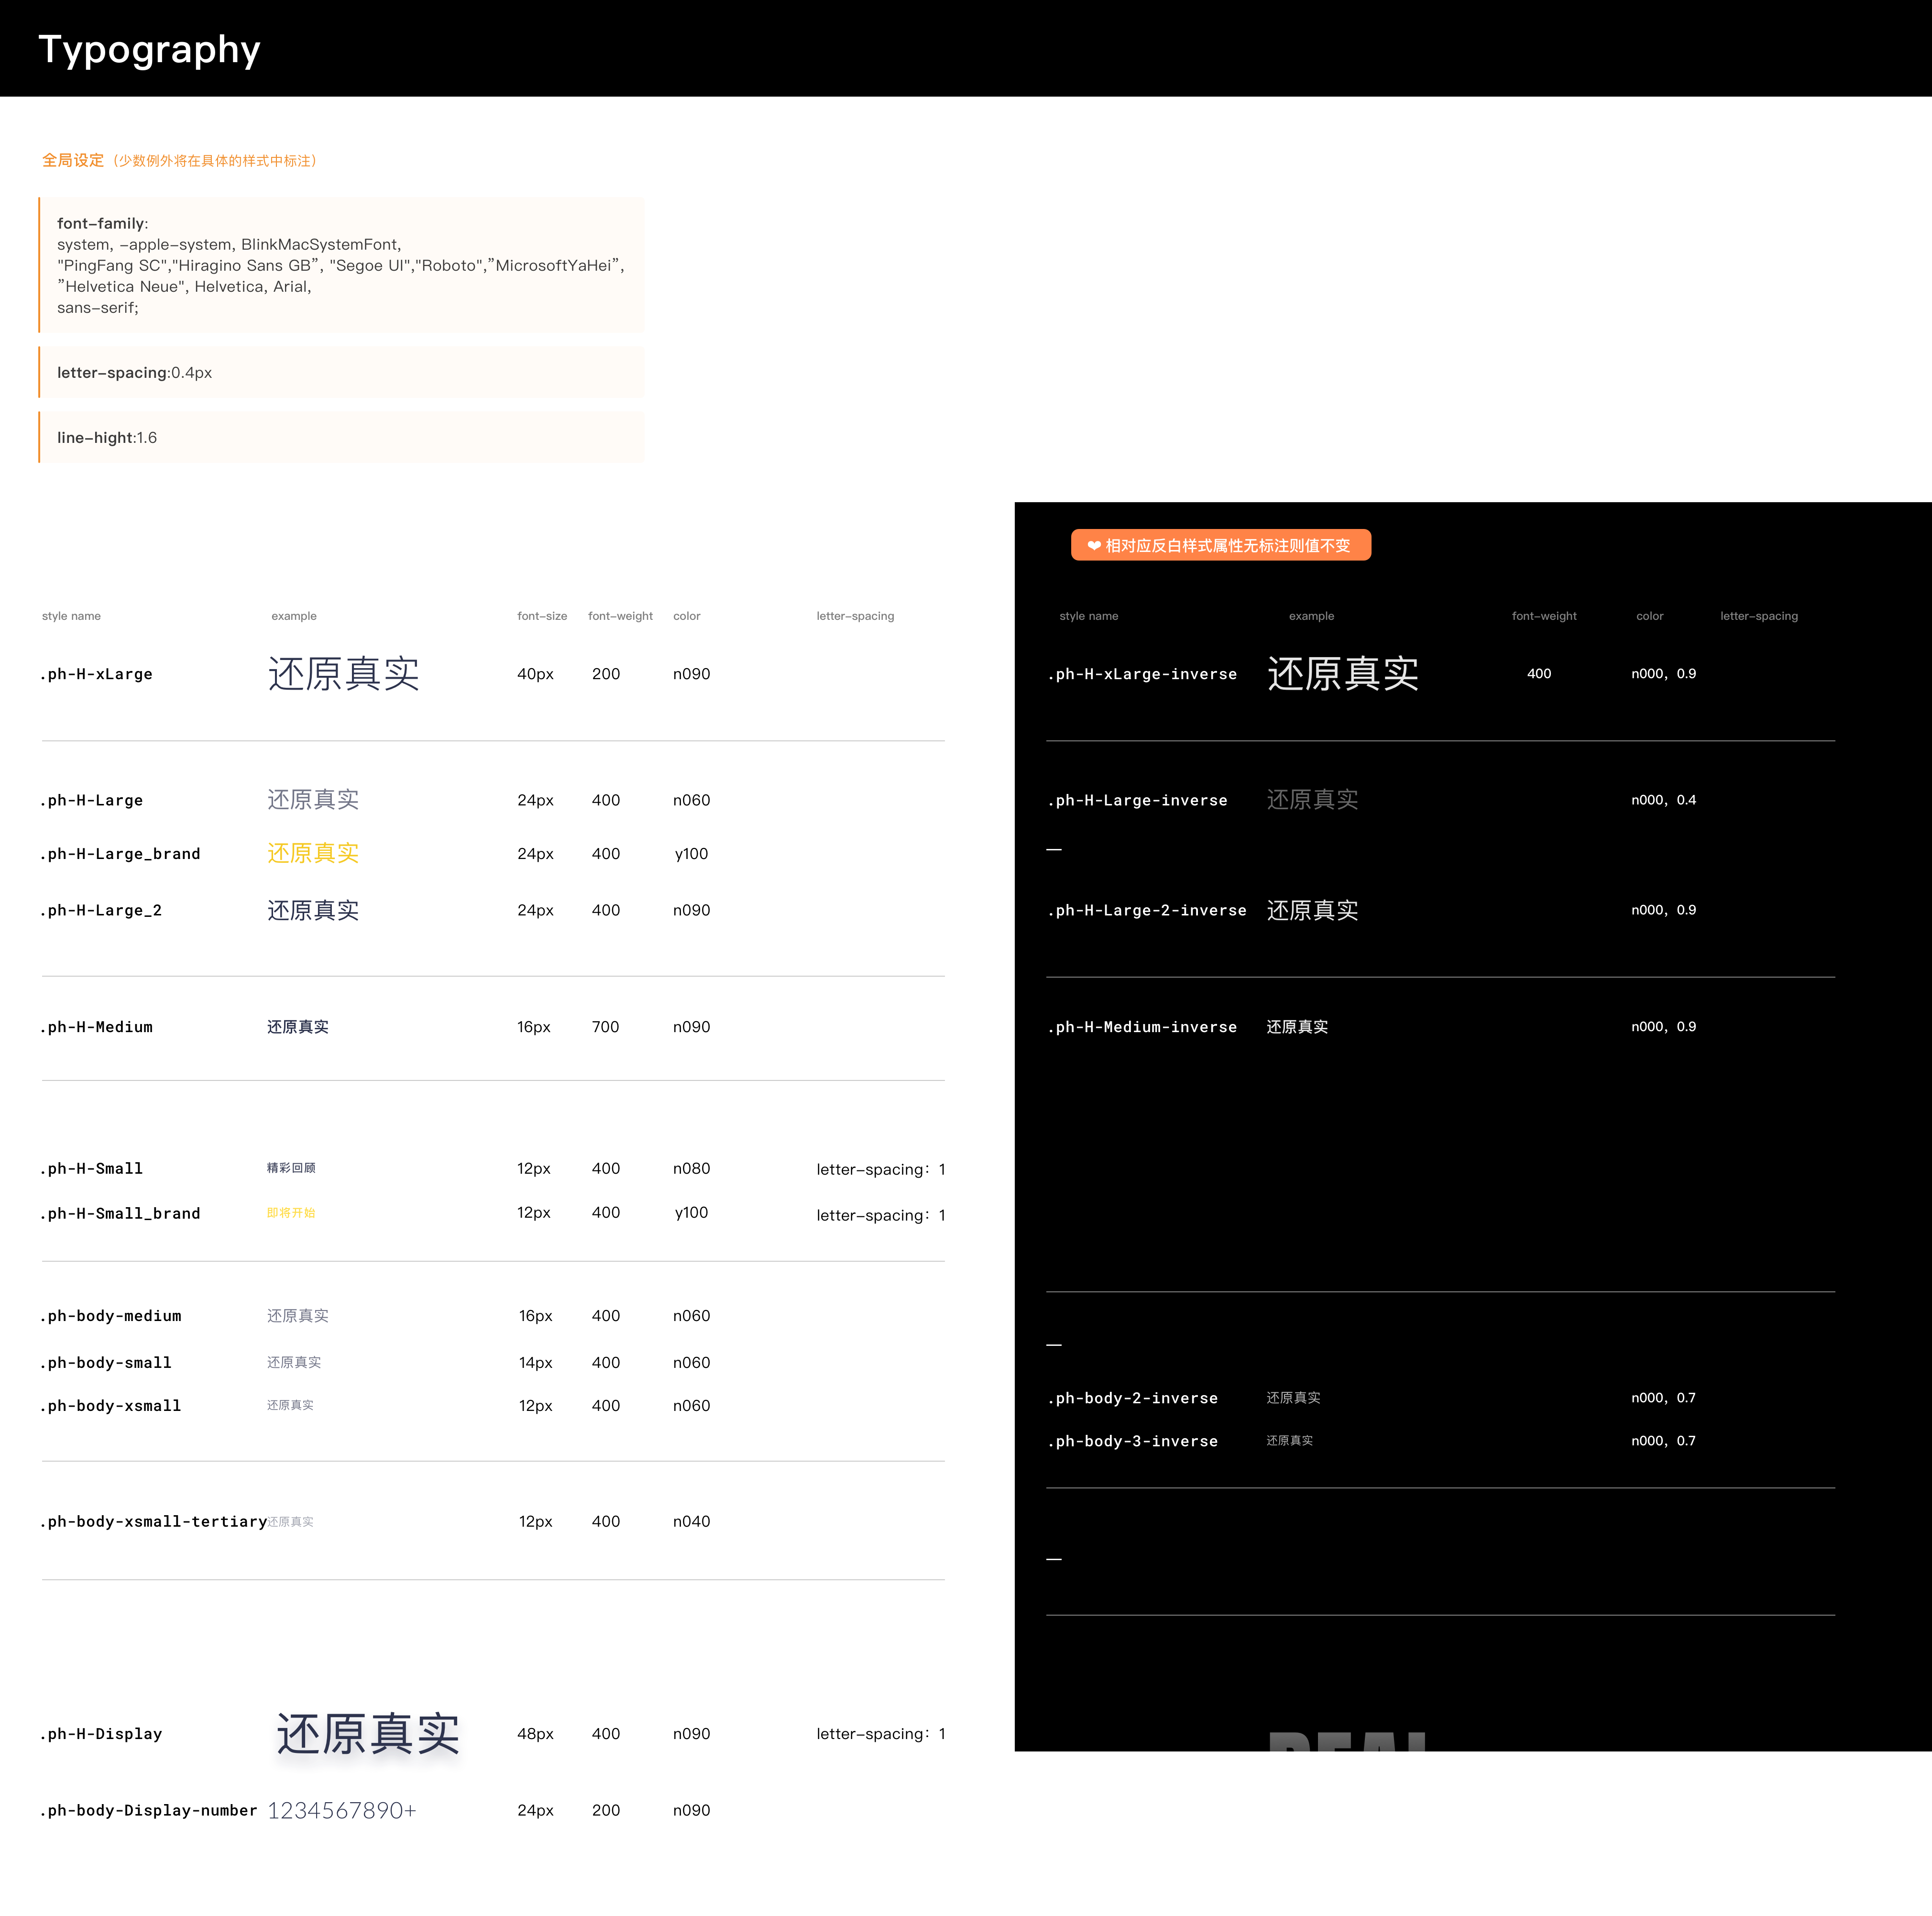 Typography
全局设定（少数例外将在具体的样式中标注）
font-family:
system, -apple-system, BlinkMacSystemFont,
"PingFang SC","Hiragino Sans GB”, "Segoe UI","Roboto",”MicrosoftYaHei”,
”Helvetica Neue", Helvetica, Arial,
sans-serif;
letter-spacing:0.4px
line-hight:1.6
style name example font-size font-weight color letter-spacing
.ph-H-xLarge 还原真实 40px 200 n090
.ph-H-Large 还原真实 24px 400 n060
.ph-H-Large_brand 还原真实 24px 400 y100
.ph-H-Large_2 还原真实 24px 400 n090
.ph-H-Medium 还原真实 16px 700 n090
.ph-H-Small 精彩回顾 12px 400 n080 letter-spacing：1
.ph-H-Small_brand 即将开始 12px 400 y100 letter-spacing：1
.ph-body-medium 还原真实 16px 400 n060
.ph-body-small 还原真实 14px 400 n060
.ph-body-xsmall 还原真实 12px 400 n060
.ph-body-xsmall-tertiary 还原真实 12px 400 n040
.ph-H-Display 还原真实 48px 400 n090 letter-spacing：1
.ph-body-Display-number 1234567890+ 24px 200 n090
❤ 相对应反白样式属性无标注则值不变
style name example font-weight color letter-spacing
.ph-H-xLarge-inverse 还原真实 400 n000，0.9
.ph-H-Large-inverse 还原真实 n000，0.4
—
.ph-H-Large-2-inverse 还原真实 n000，0.9
.ph-H-Medium-inverse 还原真实 n000，0.9
—
.ph-body-2-inverse 还原真实 n000，0.7
.ph-body-3-inverse 还原真实 n000，0.7
—